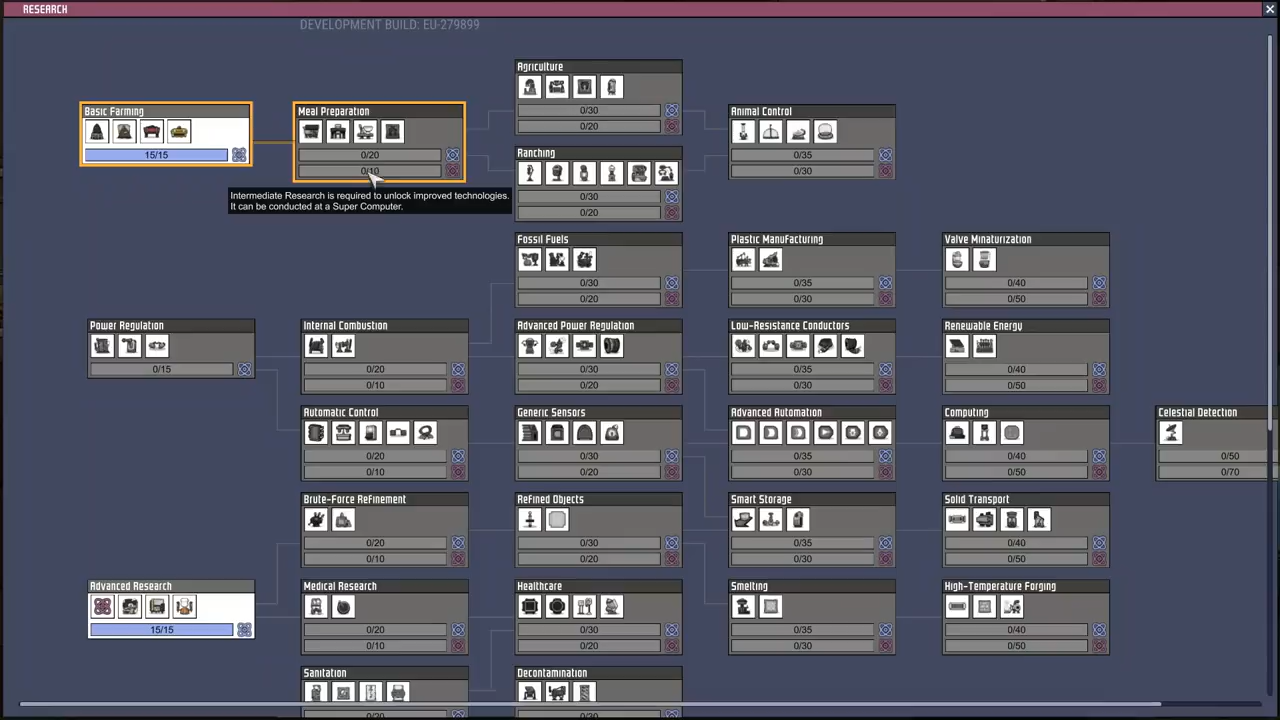 RESEARCH
DEVELOPMENT BUILD: EU-279899
Agriculture
0/30
0/20
Basic Farming
15/15
Meal Preparation
0/20
0/10
Animal Control
0/35
0/30
Ranching
0/30
0/20
Intermediate Research is required to unlock improved technologies.
It can be conducted at a Super Computer.
Fossil Fuels
0/30
0/20
Plastic Manufacturing
0/35
0/30
Valve Minaturization
0/40
0/50
Power Regulation
0/15
Internal Combustion
0/20
0/10
Advanced Power Regulation
0/30
0/20
Low-Resistance Conductors
0/35
0/30
Renewable Energy
0/40
0/50
Automatic Control
0/20
0/10
Generic Sensors
0/30
0/20
Advanced Automation
0/35
0/30
Computing
0/40
0/50
Celestial Detection
0/50
0/70
Brute-Force Refinement
0/20
0/10
Refined Objects
0/30
0/20
Smart Storage
0/35
0/30
Solid Transport
0/40
0/50
Advanced Research
15/15
Medical Research
0/20
0/10
Healthcare
0/30
0/20
Smelting
0/35
0/30
High-Temperature Forging
0/40
0/50
Sanitation
0/20
Decontamination
0/30